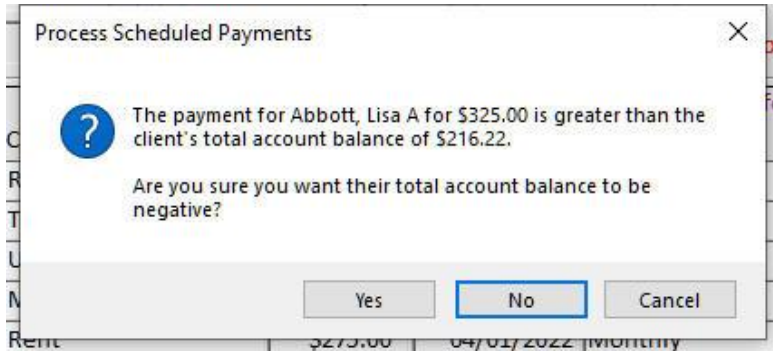 Process Scheduled Payments
The payment for Abbott, Lisa A for $325.00 is greater than the
client's total account balance of $216.22.
Are you sure you want their total account balance to be
negative?
Yes No Cancel
Rent $275.00 04/01/2022 Monthly